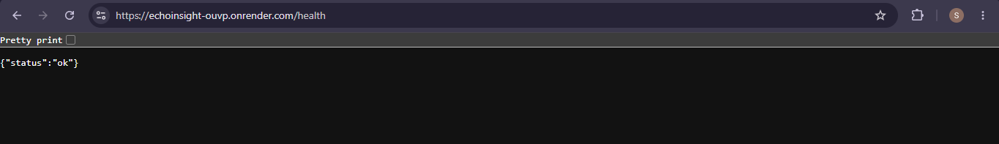 https://echoinsight-ouvp.onrender.com/health
S
Pretty print
{"status":"ok"}